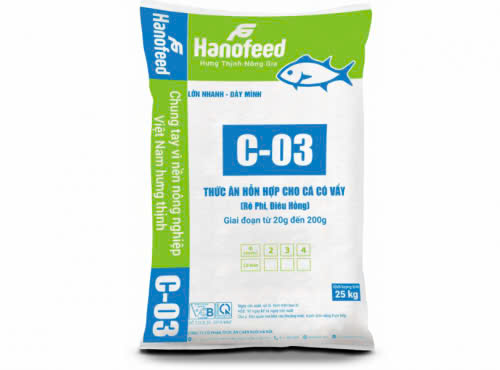 Hanofeed
Hưng Thịnh Nông Gia
LỚN NHANH - DÀY MÌNH
C-03
THỨC ĂN HỖN HỢP CHO CÁ CÓ VẨY
(Rô Phi, Điêu Hồng)
Giai đoạn từ 20g đến 200g
2 3 4
25 kg
Hanofeed
Chung tay vì nền nông nghiệp
Việt Nam hưng thịnh
C-03